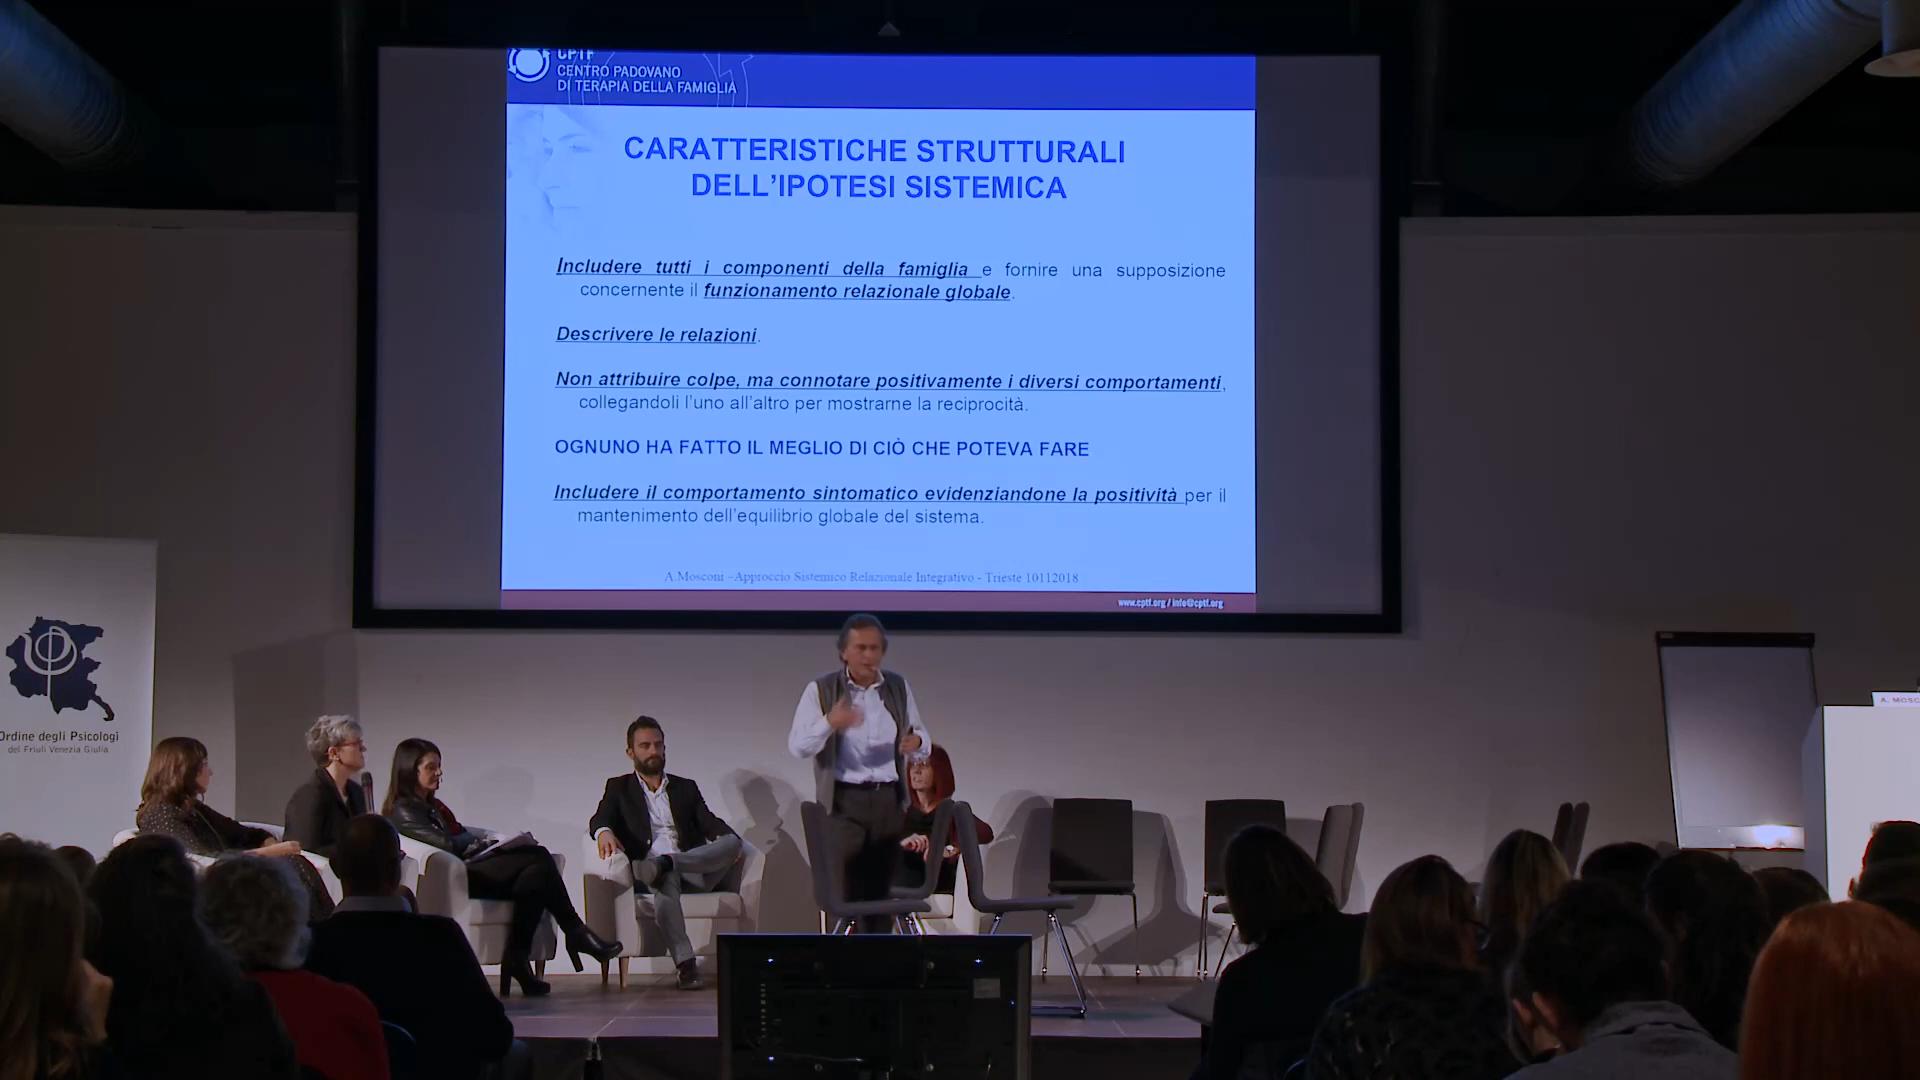 CPTF
CENTRO PADOVANO
DI TERAPIA DELLA FAMIGLIA
CARATTERISTICHE STRUTTURALI
DELL'IPOTESI SISTEMICA
Includere tutti i componenti della famiglia e fornire una supposizione
concernente il funzionamento relazionale globale.
Descrivere le relazioni.
Non attribuire colpe, ma connotare positivamente i diversi comportamenti,
collegandoli l'uno all'altro per mostrarne la reciprocità.
OGNUNO HA FATTO IL MEGLIO DI CIÒ CHE POTEVA FARE
Includere il comportamento sintomatico evidenziandone la positività per il
mantenimento dell'equilibrio globale del sistema.
A.Mosconi –Approccio Sistemico Relazionale Integrativo - Trieste 10112018
www.cptf.org / info@cptf.org
Ordine degli Psicologi
del Friuli Venezia Giulia
A. MOSC